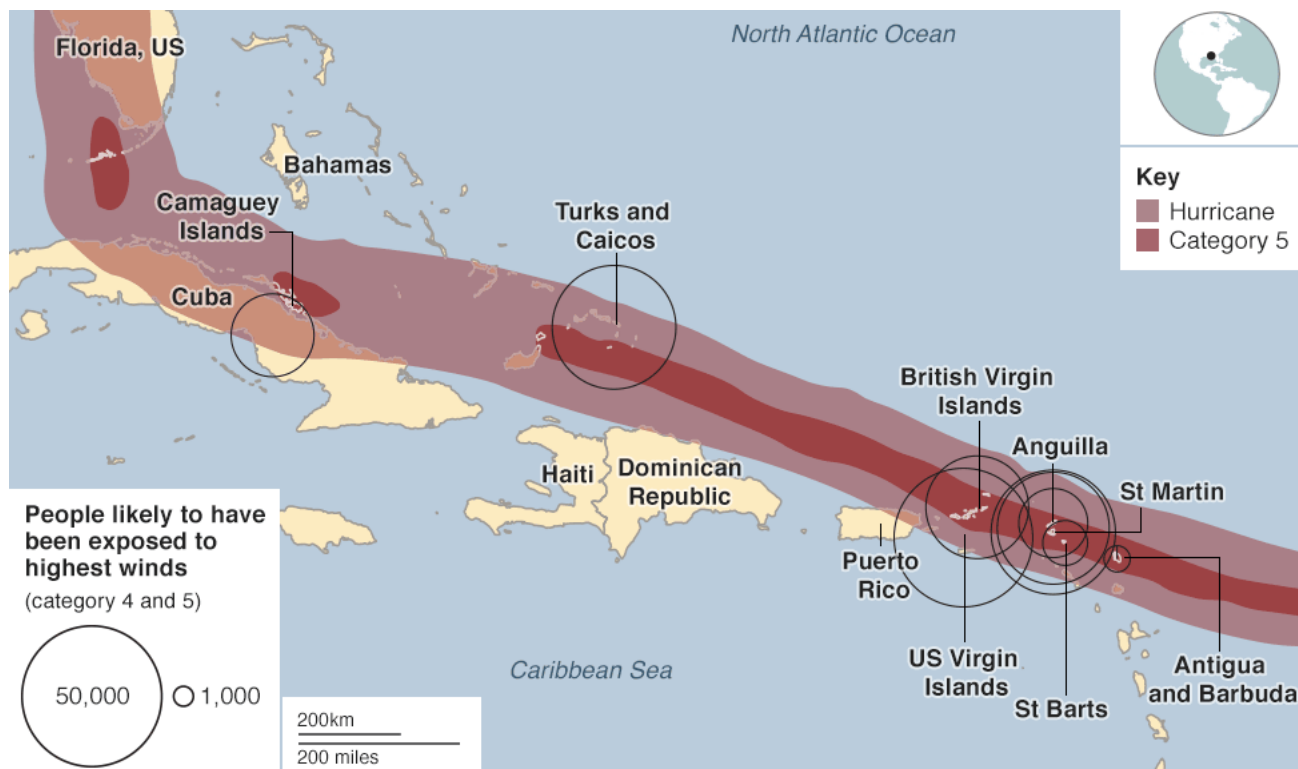 North Atlantic Ocean
Florida, US
Bahamas
Camaguey
Islands
Turks and
Caicos
Cuba
Key
Hurricane
Category 5
British Virgin
Islands
Anguilla
St Martin
Haiti
Dominican
Republic
Puerto
Rico
US Virgin
Islands
St Barts
Antigua
and Barbuda
Caribbean Sea
People likely to have
been exposed to
highest winds
(category 4 and 5)
50,000
1,000
200km
200 miles